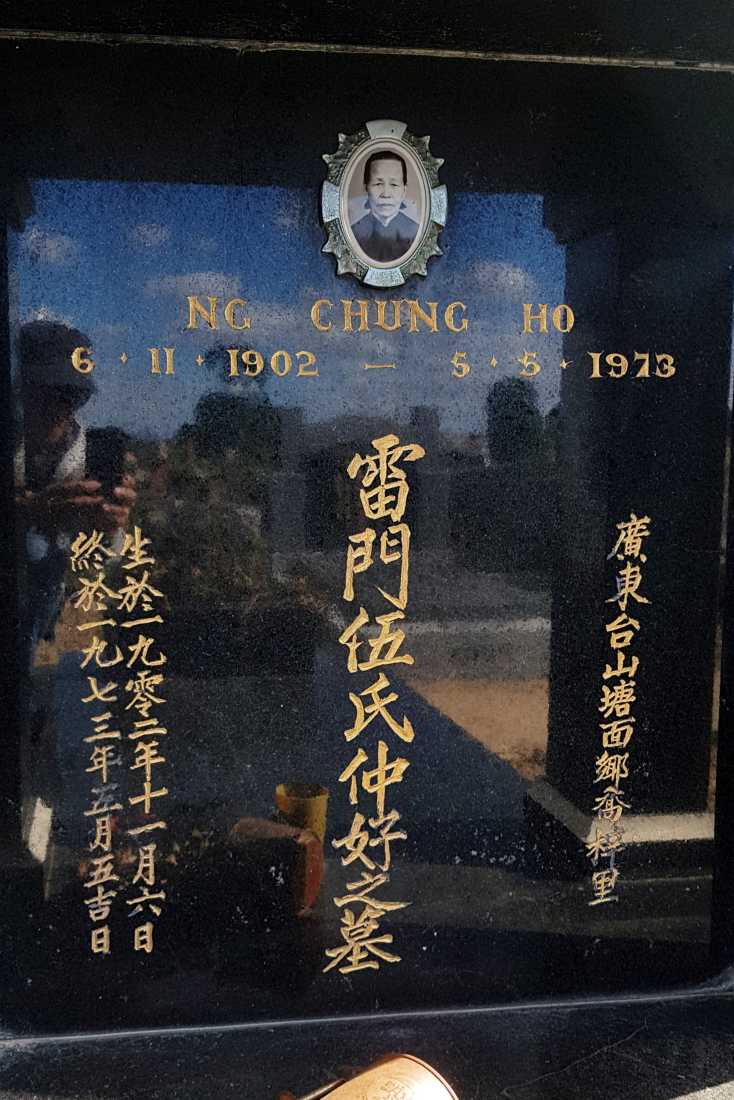 NG CHUNG HO
6 · 11 · 1902 — 5 · 5 · 1973
廣東台山塘面鄉喬梓里
雷門伍氏仲好之墓
生於一九零二年十一月六日
終於一九七三年五月五吉日